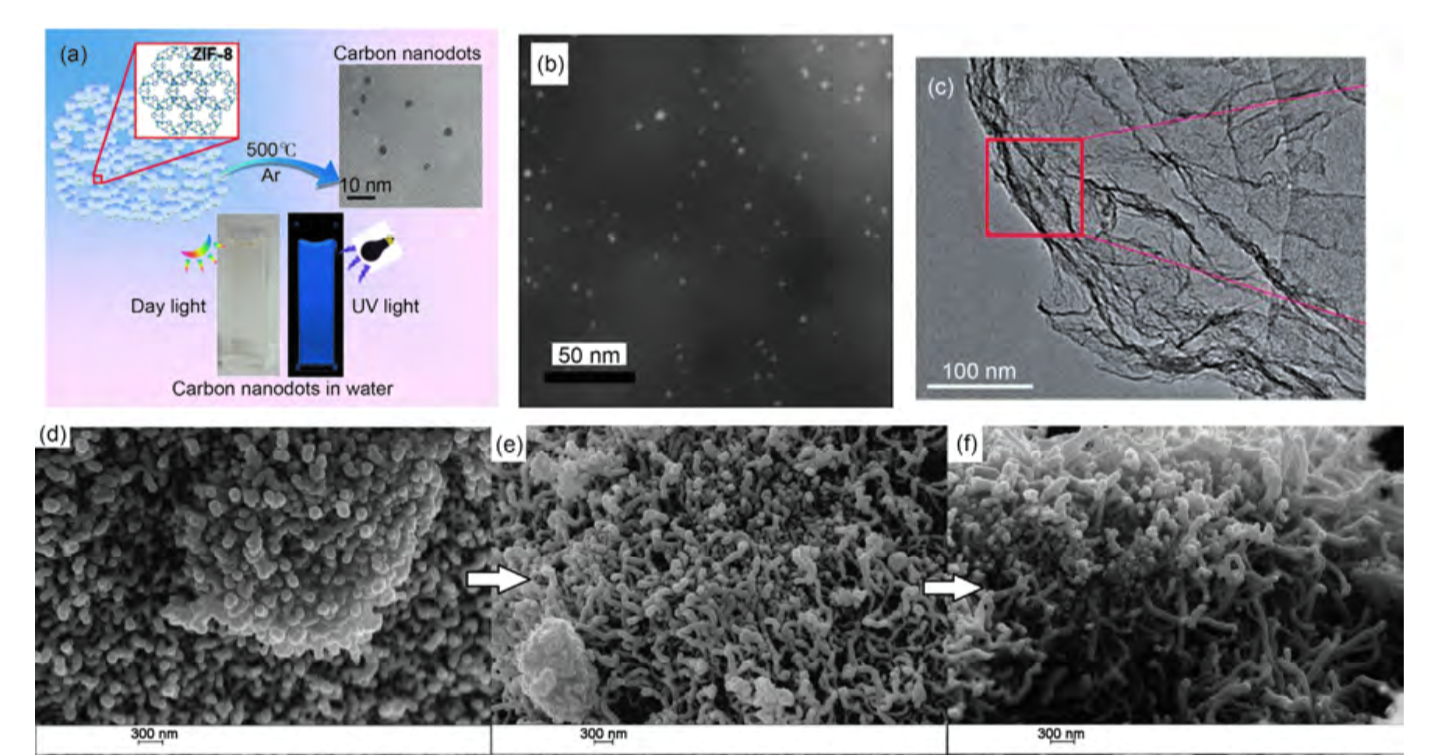 (a)
ZIF-8
Carbon nanodots
500℃
Ar
10 nm
Day light
UV light
Carbon nanodots in water
(b)
50 nm
(c)
100 nm
(d)
300 nm
(e)
300 nm
(f)
300 nm